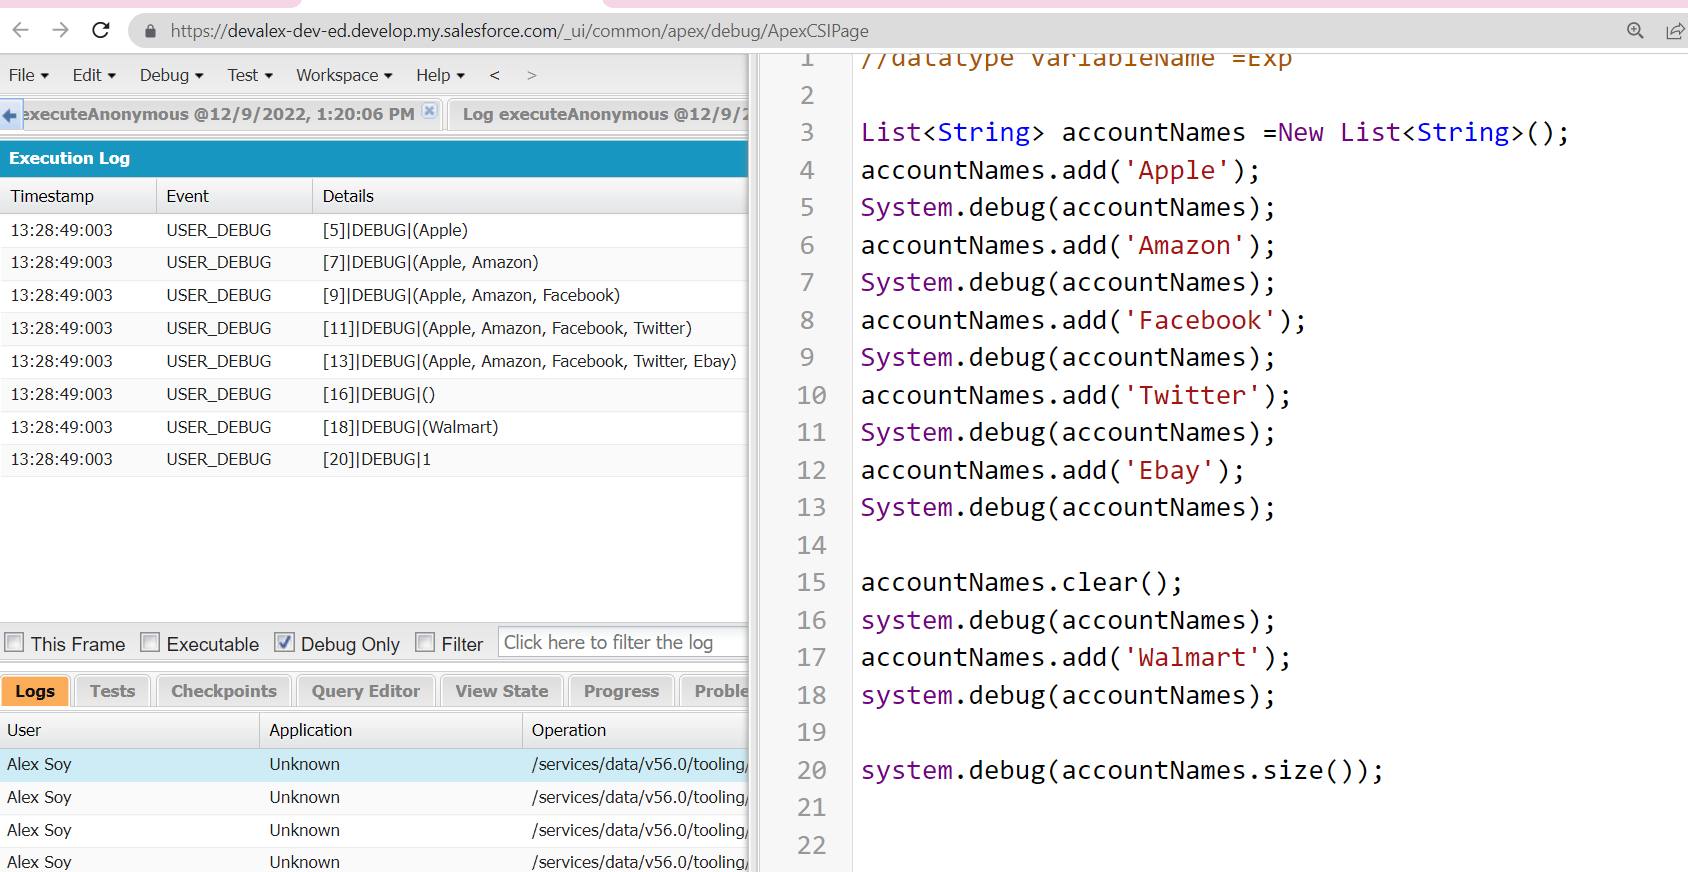 https://devalex-dev-ed.develop.my.salesforce.com/_ui/common/apex/debug/ApexCSIPage
File Edit Debug Test Workspace Help < >
executeAnonymous @12/9/2022, 1:20:06 PM Log executeAnonymous @12/9/2
Execution Log
Timestamp Event Details
13:28:49:003 USER_DEBUG [5]|DEBUG|(Apple)
13:28:49:003 USER_DEBUG [7]|DEBUG|(Apple, Amazon)
13:28:49:003 USER_DEBUG [9]|DEBUG|(Apple, Amazon, Facebook)
13:28:49:003 USER_DEBUG [11]|DEBUG|(Apple, Amazon, Facebook, Twitter)
13:28:49:003 USER_DEBUG [13]|DEBUG|(Apple, Amazon, Facebook, Twitter, Ebay)
13:28:49:003 USER_DEBUG [16]|DEBUG|()
13:28:49:003 USER_DEBUG [18]|DEBUG|(Walmart)
13:28:49:003 USER_DEBUG [20]|DEBUG|1
This Frame Executable Debug Only Filter Click here to filter the log
Logs Tests Checkpoints Query Editor View State Progress Proble
User Application Operation
Alex Soy Unknown /services/data/v56.0/tooling/
Alex Soy Unknown /services/data/v56.0/tooling/
Alex Soy Unknown /services/data/v56.0/tooling/
Alex Soy Unknown /services/data/v56.0/tooling/
1 //datatype variableName =Exp
2
3 List<String> accountNames =New List<String>();
4 accountNames.add('Apple');
5 System.debug(accountNames);
6 accountNames.add('Amazon');
7 System.debug(accountNames);
8 accountNames.add('Facebook');
9 System.debug(accountNames);
10 accountNames.add('Twitter');
11 System.debug(accountNames);
12 accountNames.add('Ebay');
13 System.debug(accountNames);
14
15 accountNames.clear();
16 system.debug(accountNames);
17 accountNames.add('Walmart');
18 system.debug(accountNames);
19
20 system.debug(accountNames.size());
21
22